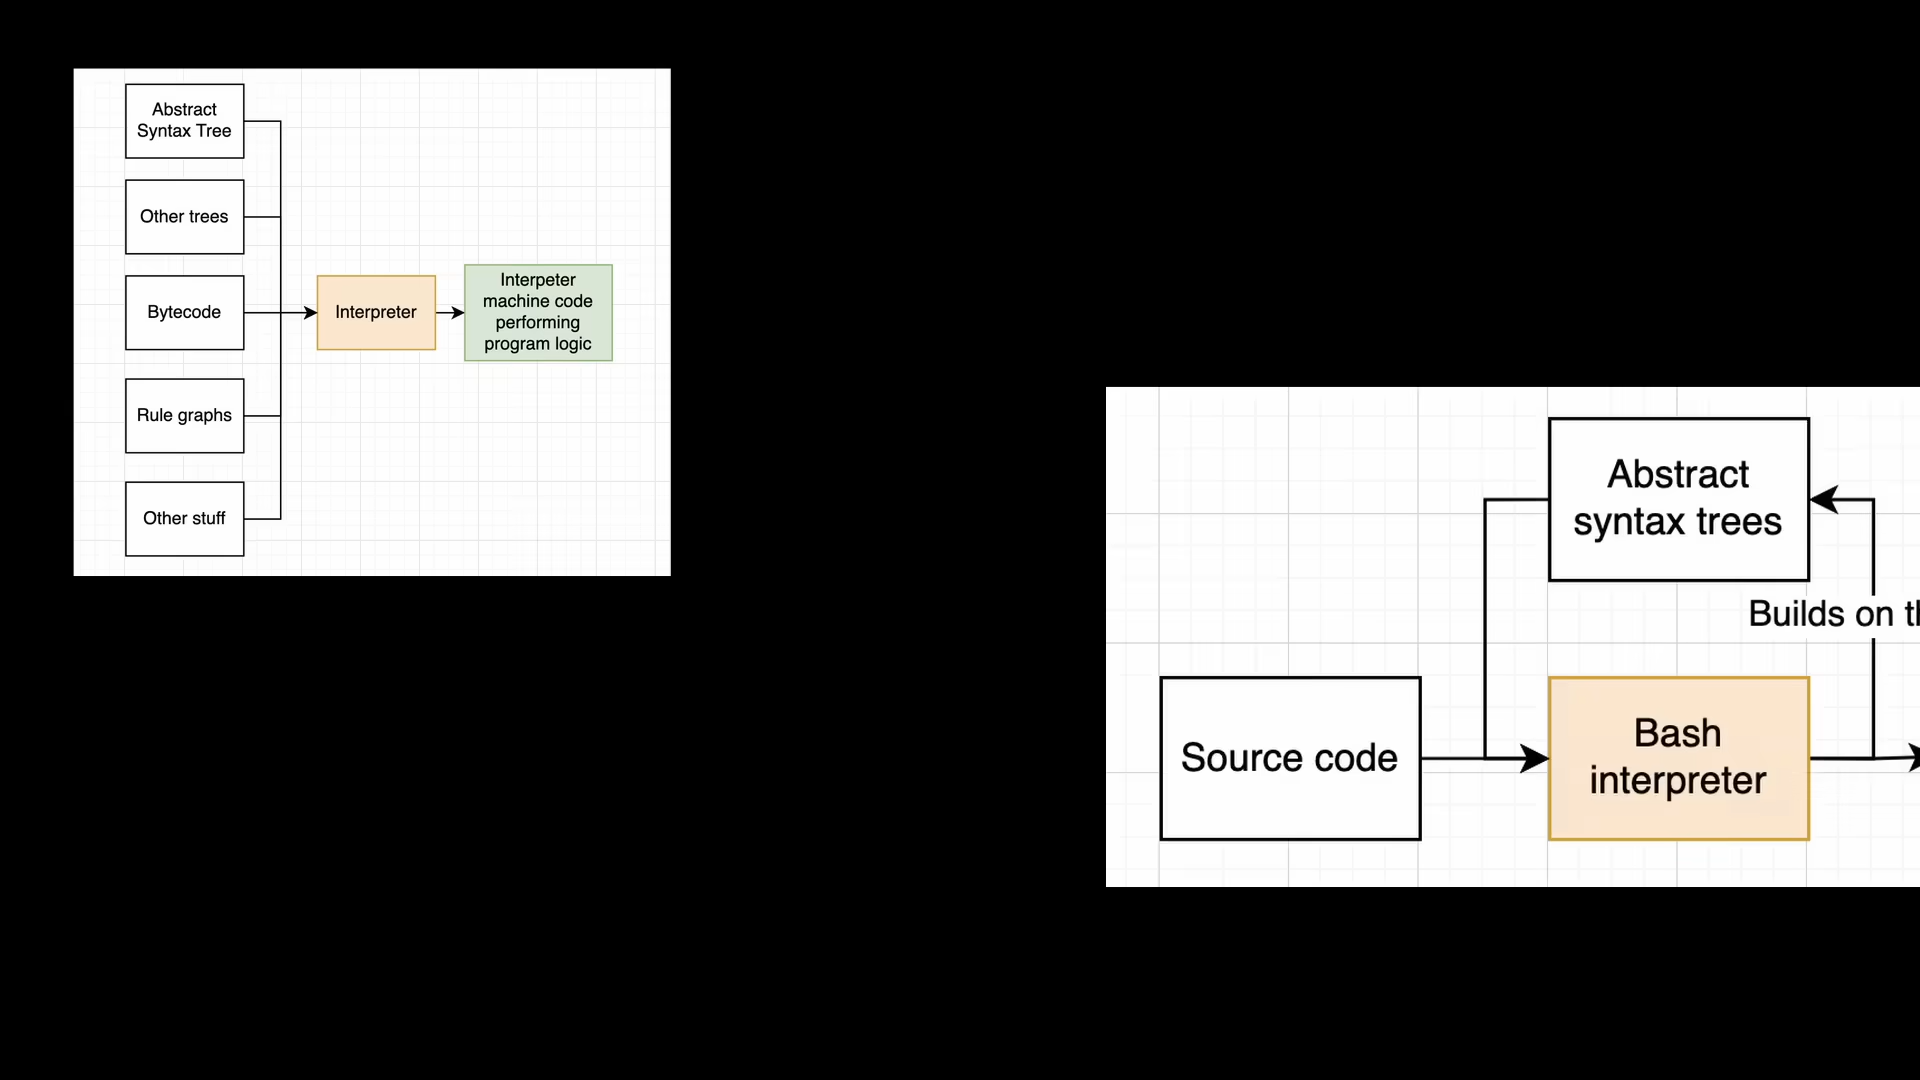 Abstract
Syntax Tree
Other trees
Bytecode
Rule graphs
Other stuff
Interpreter
Interpeter
machine code
performing
program logic
Abstract
syntax trees
Builds on
Source code
Bash
interpreter